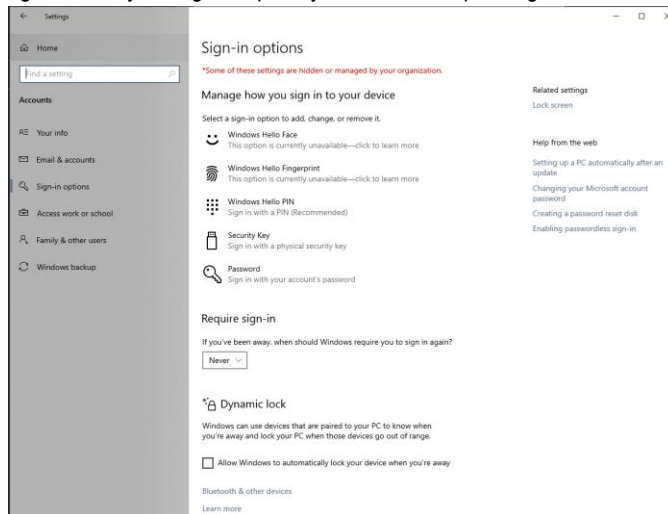 Settings
Home
Find a setting
Accounts
Your info
Email & accounts
Sign-in options
Access work or school
Family & other users
Windows backup
Sign-in options
*Some of these settings are hidden or managed by your organization.
Manage how you sign in to your device
Select a sign-in option to add, change, or remove it.
Windows Hello Face
This option is currently unavailable—click to learn more
Windows Hello Fingerprint
This option is currently unavailable—click to learn more
Windows Hello PIN
Sign in with a PIN (Recommended)
Security Key
Sign in with a physical security key
Password
Sign in with your account's password
Require sign-in
If you've been away, when should Windows require you to sign in again?
Never
Dynamic lock
Windows can use devices that are paired to your PC to know when
you're away and lock your PC when those devices go out of range.
Allow Windows to automatically lock your device when you're away
Bluetooth & other devices
Learn more
Related settings
Lock screen
Help from the web
Setting up a PC automatically after an
update
Changing your Microsoft account
password
Creating a password reset disk
Enabling passwordless sign-in